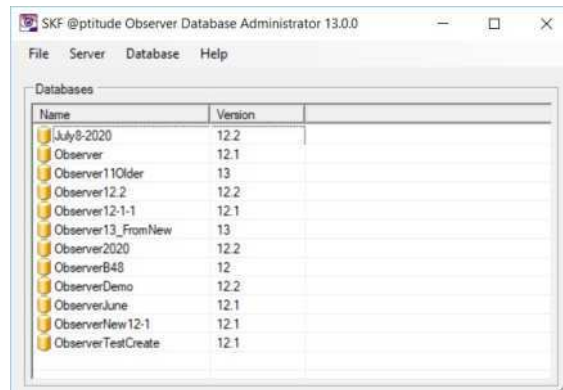 SKF @ptitude Observer Database Administrator 13.0.0
File Server Database Help
Databases
Name Version
July8-2020 12.2
Observer 12.1
Observer11Older 13
Observer12.2 12.2
Observer12-1-1 12.1
Observer13_FromNew 13
Observer2020 12.2
ObserverB48 12
ObserverDemo 12.2
ObserverJune 12.1
ObserverNew12-1 12.1
ObserverTestCreate 12.1